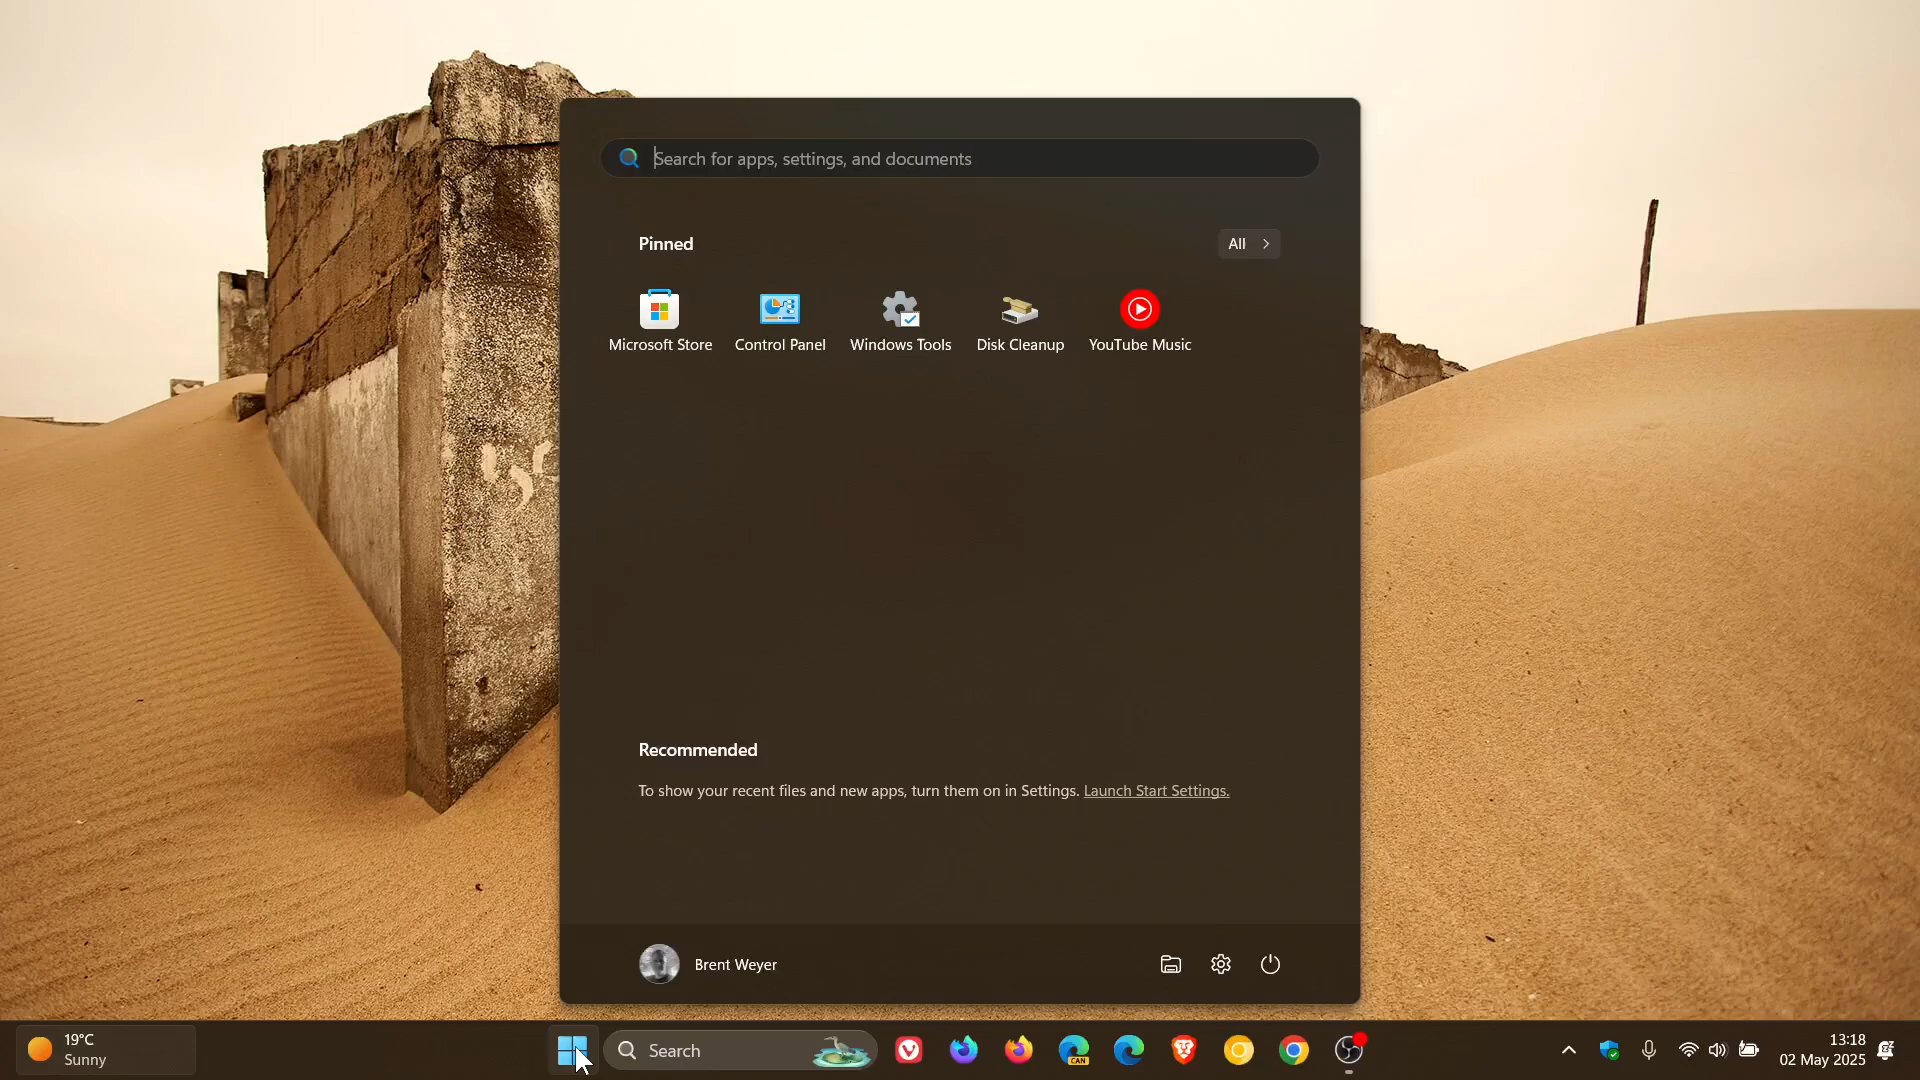 Search for apps, settings, and documents
Pinned
All
Microsoft Store
Control Panel
Windows Tools
Disk Cleanup
YouTube Music
Recommended
To show your recent files and new apps, turn them on in Settings. Launch Start Settings.
Brent Weyer
19°C
Sunny
Search
CAN
13:18
02 May 2025